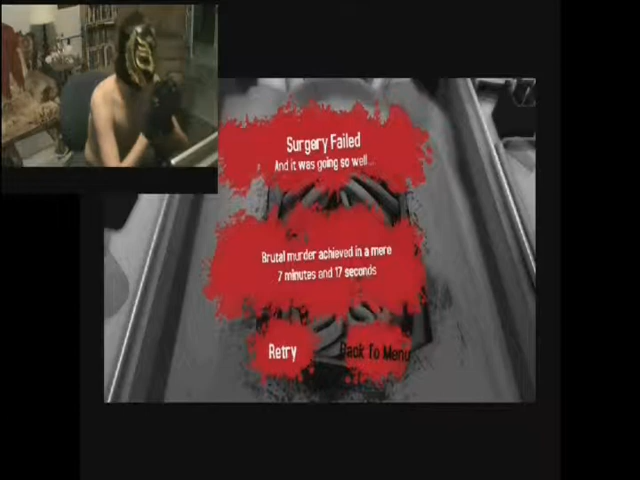 Surgery Failed
And it was going so well...
Brutal murder achieved in a mere
7 minutes and 17 seconds
Retry
Back To Menu